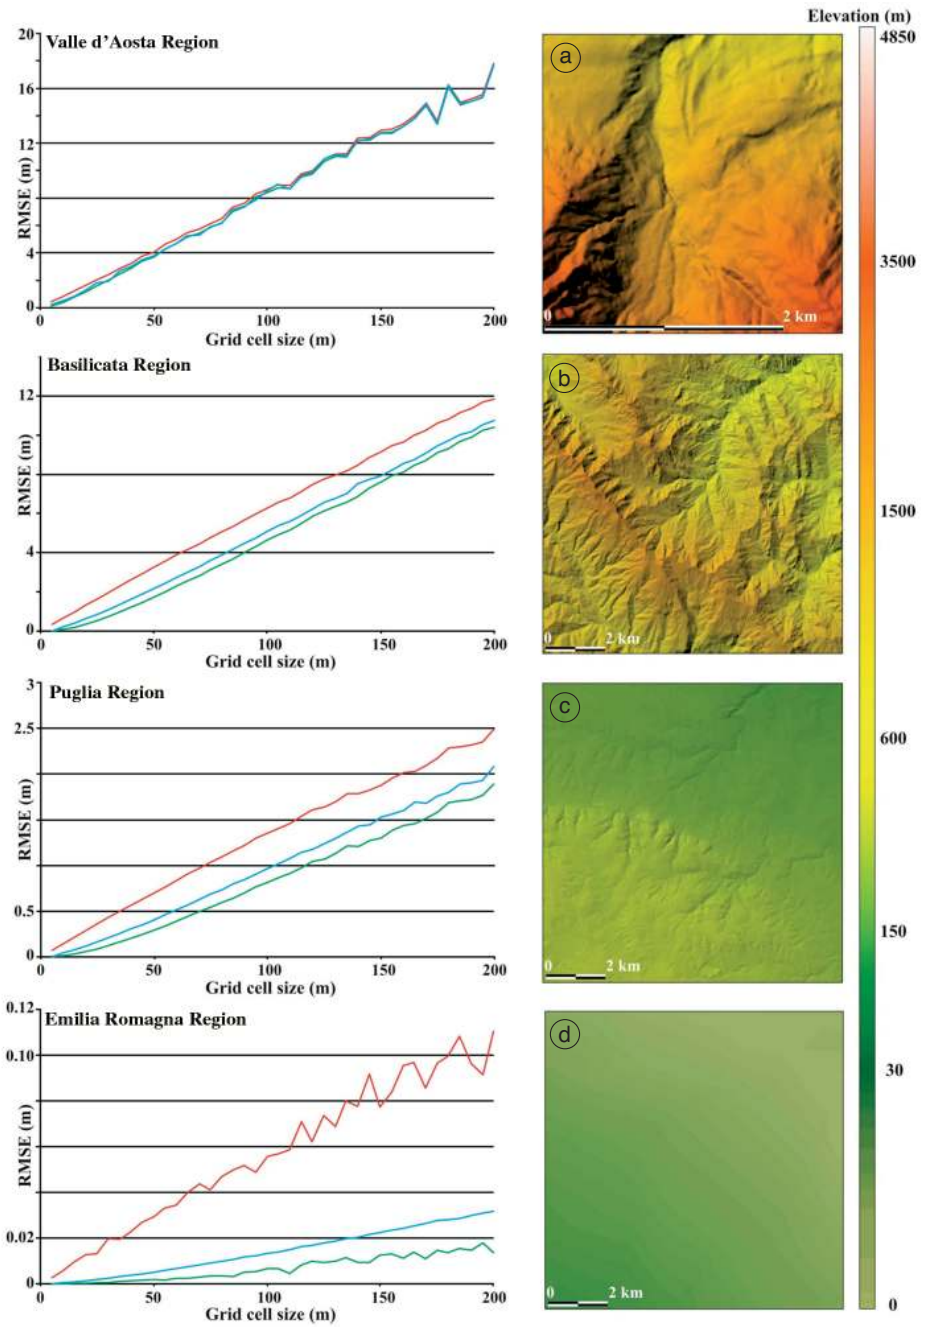 Elevation (m)
20
Valle d'Aosta Region
16
12
RMSE (m)
4
0
0 50 100 150 200
Grid cell size (m)
a
0 2 km
4850
3500
Basilicata Region
12
RMSE (m)
4
0
0 50 100 150 200
Grid cell size (m)
b
0 2 km
1500
3
Puglia Region
2.5
RMSE (m)
0.5
0
0 50 100 150 200
Grid cell size (m)
c
0 2 km
600
150
0.12
Emilia Romagna Region
0.10
RMSE (m)
0.02
0
0 50 100 150 200
Grid cell size (m)
d
0 2 km
30
0